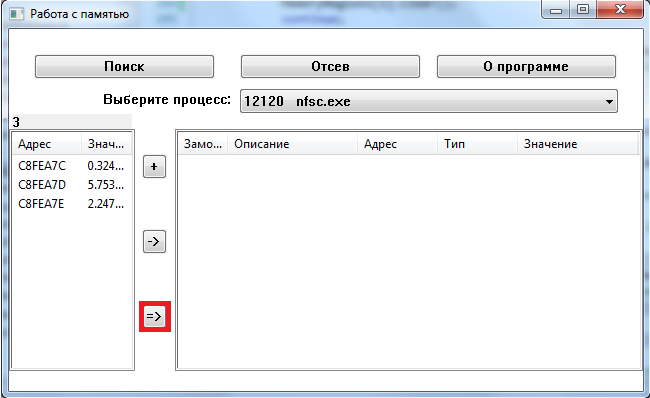 Работа с памятью
Поиск
Отсев
О программе
Выберите процесс:
12120 nfsc.exe
3
Адрес Знач...
C8FEA7C 0.324...
C8FEA7D 5.753...
C8FEA7E 2.247...
+
->
=>
Замо... Описание Адрес Тип Значение